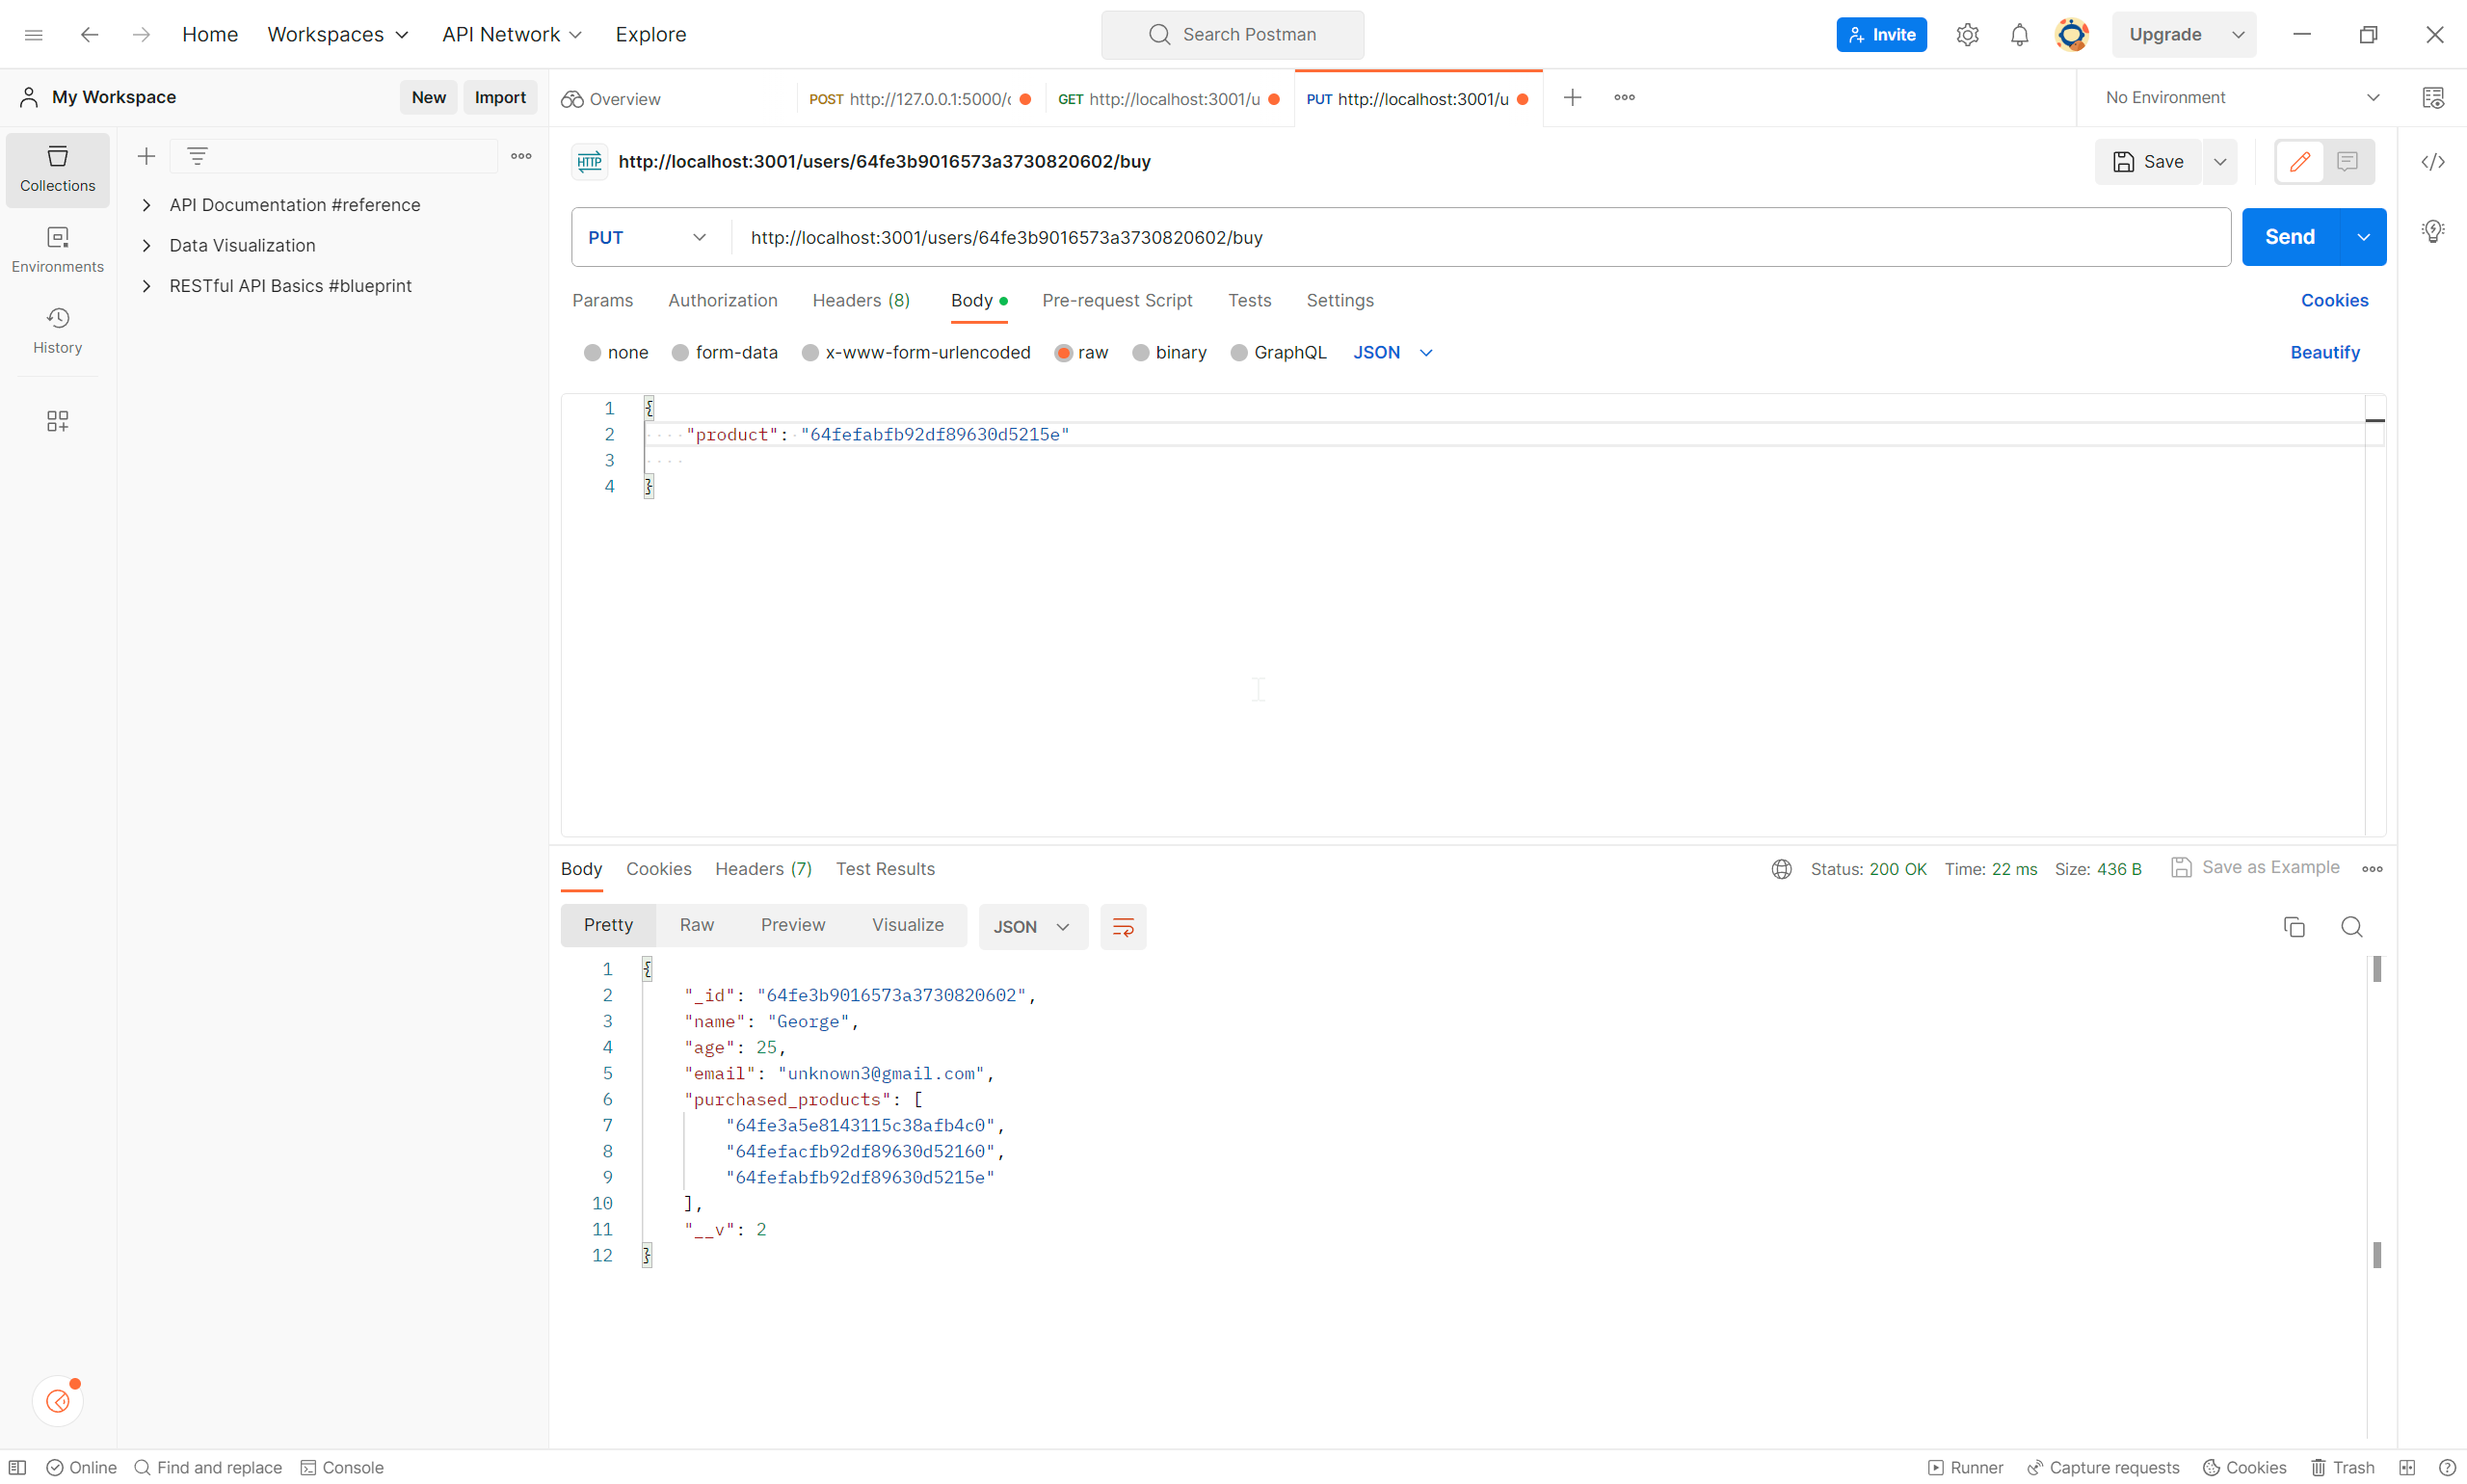 Home Workspaces API Network Explore Search Postman Invite Upgrade
My Workspace New Import Overview POST http://127.0.0.1:5000/ GET http://localhost:3001/u PUT http://localhost:3001/u No Environment
Collections
Environments
History
API Documentation #reference
Data Visualization
RESTful API Basics #blueprint
HTTP http://localhost:3001/users/64fe3b9016573a3730820602/buy Save
PUT http://localhost:3001/users/64fe3b9016573a3730820602/buy Send
Params Authorization Headers (8) Body Pre-request Script Tests Settings Cookies
none form-data x-www-form-urlencoded raw binary GraphQL JSON Beautify
1 {
2 "product": "64fefabfb92df89630d5215e"
3
4 }
Body Cookies Headers (7) Test Results Status: 200 OK Time: 22 ms Size: 436 B Save as Example
Pretty Raw Preview Visualize JSON
1 {
2 "_id": "64fe3b9016573a3730820602",
3 "name": "George",
4 "age": 25,
5 "email": "unknown3@gmail.com",
6 "purchased_products": [
7 "64fe3a5e8143115c38afb4c0",
8 "64fefacfb92df89630d52160",
9 "64fefabfb92df89630d5215e"
10 ],
11 "__v": 2
12 }
Online Find and replace Console Runner Capture requests Cookies Trash